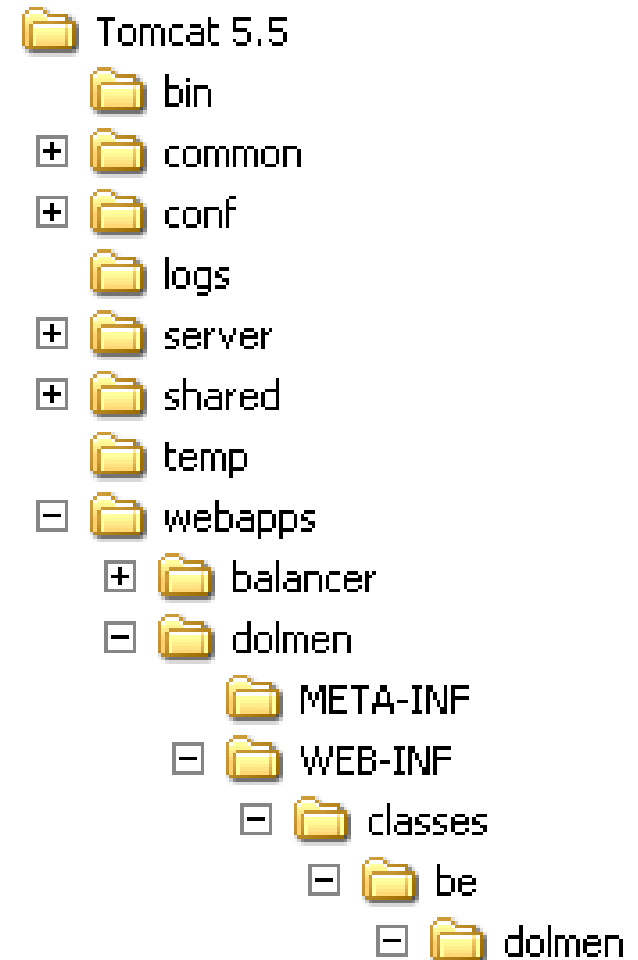 Tomcat 5.5
bin
common
conf
logs
server
shared
temp
webapps
balancer
dolmen
META-INF
WEB-INF
classes
be
dolmen